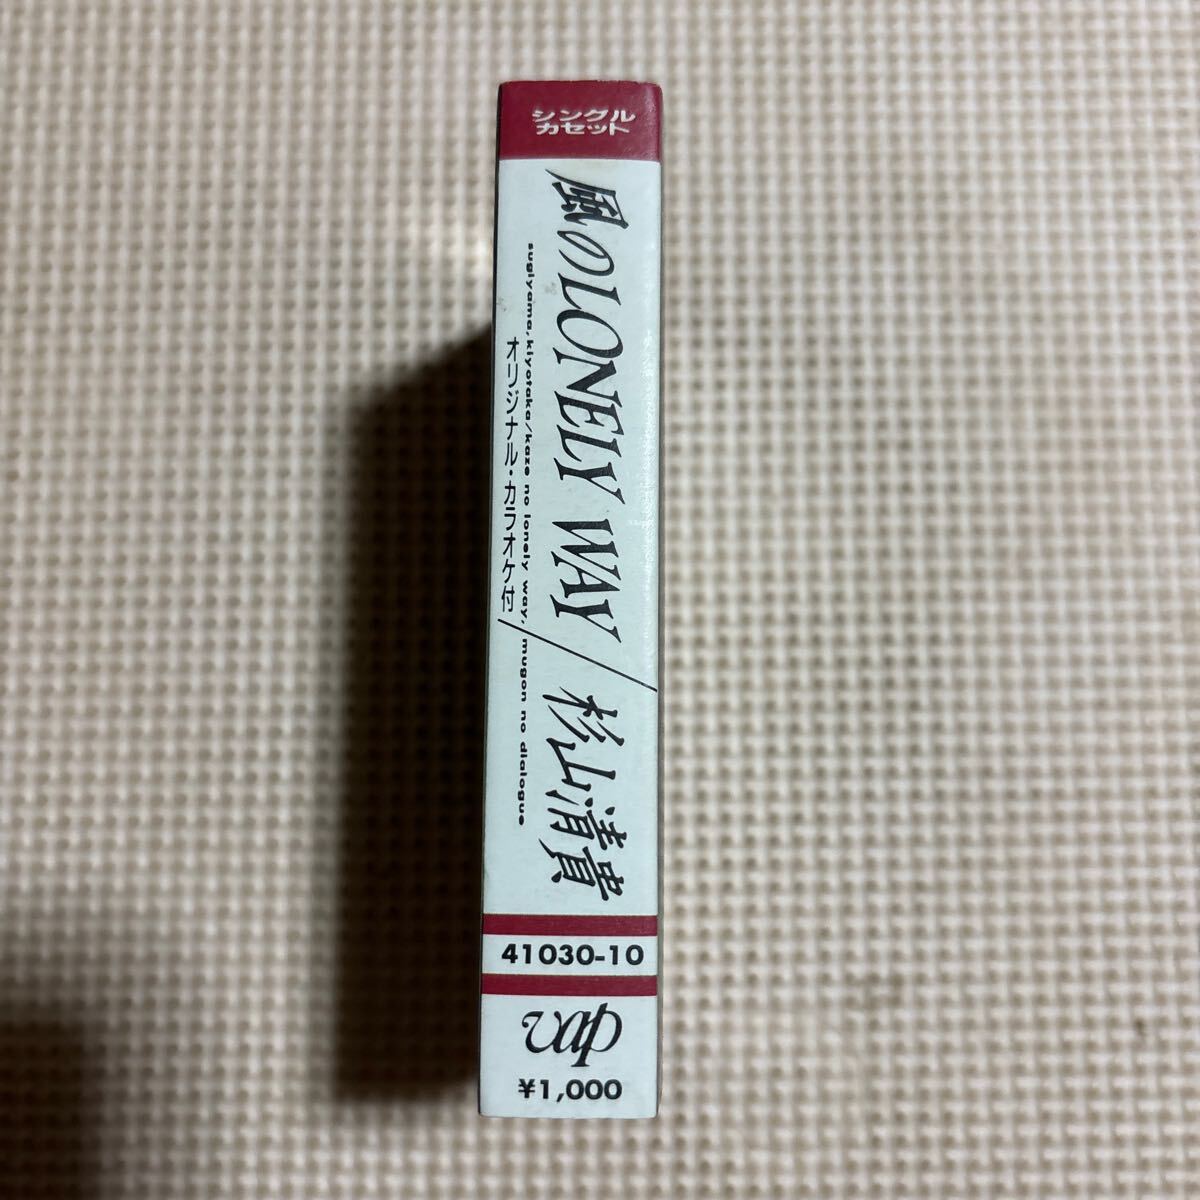 シングル
カセット
風のLONELY WAY/杉山清貴
sugiyama,kiyotaka/kaze no lonely way, mugon no dialogue
オリジナル・カラオケ付
41030-10
vap
¥1,000